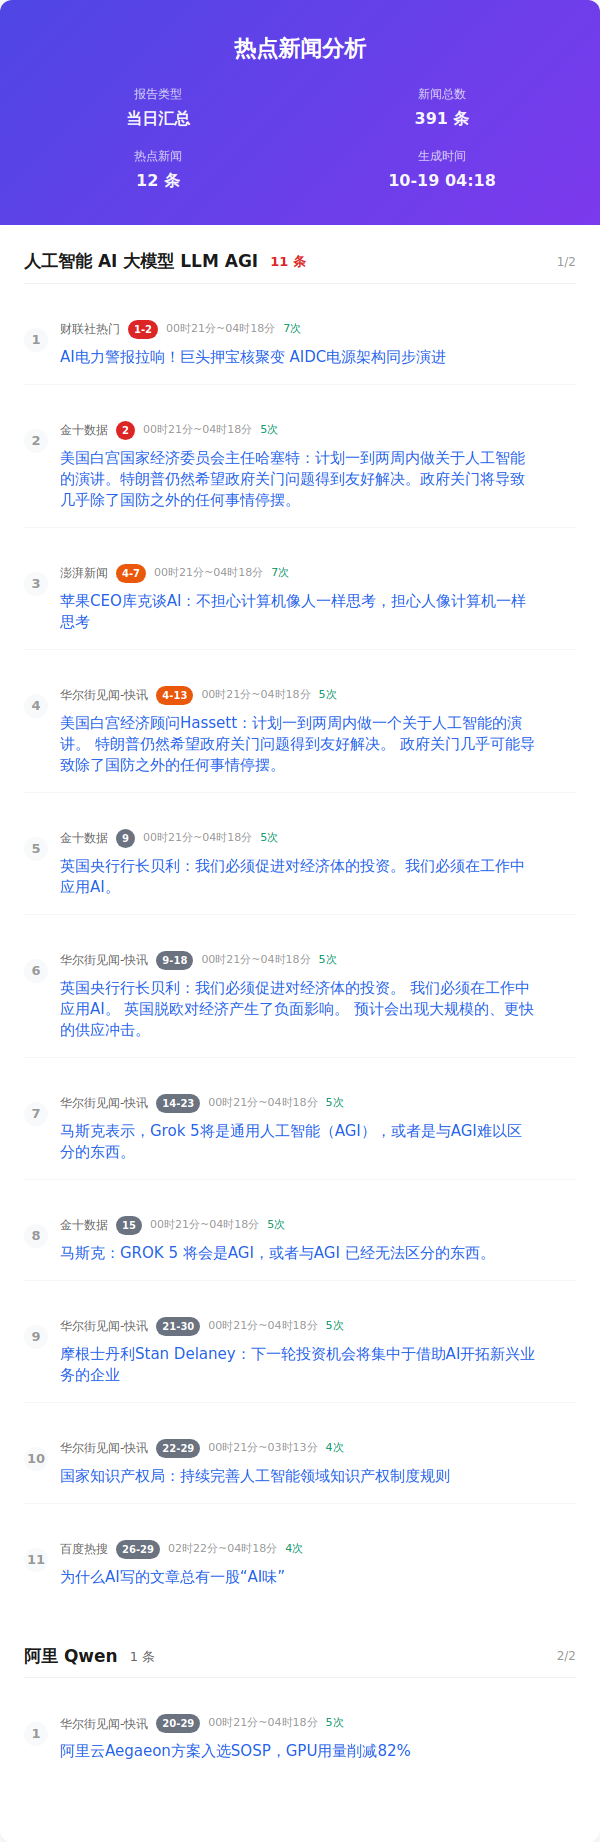 热点新闻分析
报告类型
新闻总数
当日汇总
391 条
热点新闻
生成时间
12 条
10-19 04:18
人工智能 AI 大模型 LLM AGI 11 条 1/2
1
财联社热门 1-2 00时21分~04时18分 7次
AI电力警报拉响！巨头押宝核聚变 AIDC电源架构同步演进
2
金十数据 2 00时21分~04时18分 5次
美国白宫国家经济委员会主任哈塞特：计划一到两周内做关于人工智能
的演讲。特朗普仍然希望政府关门问题得到友好解决。政府关门将导致
几乎除了国防之外的任何事情停摆。
3
澎湃新闻 4-7 00时21分~04时18分 7次
苹果CEO库克谈AI：不担心计算机像人一样思考，担心人像计算机一样
思考
4
华尔街见闻-快讯 4-13 00时21分~04时18分 5次
美国白宫经济顾问Hassett：计划一到两周内做一个关于人工智能的演
讲。 特朗普仍然希望政府关门问题得到友好解决。 政府关门几乎可能导
致除了国防之外的任何事情停摆。
5
金十数据 9 00时21分~04时18分 5次
英国央行行长贝利：我们必须促进对经济体的投资。我们必须在工作中
应用AI。
6
华尔街见闻-快讯 9-18 00时21分~04时18分 5次
英国央行行长贝利：我们必须促进对经济体的投资。 我们必须在工作中
应用AI。 英国脱欧对经济产生了负面影响。 预计会出现大规模的、更快
的供应冲击。
7
华尔街见闻-快讯 14-23 00时21分~04时18分 5次
马斯克表示，Grok 5将是通用人工智能（AGI），或者是与AGI难以区
分的东西。
8
金十数据 15 00时21分~04时18分 5次
马斯克：GROK 5 将会是AGI，或者与AGI 已经无法区分的东西。
9
华尔街见闻-快讯 21-30 00时21分~04时18分 5次
摩根士丹利Stan Delaney：下一轮投资机会将集中于借助AI开拓新兴业
务的企业
10
华尔街见闻-快讯 22-29 00时21分~03时13分 4次
国家知识产权局：持续完善人工智能领域知识产权制度规则
11
百度热搜 26-29 02时22分~04时18分 4次
为什么AI写的文章总有一股“AI味”
阿里 Qwen 1 条 2/2
1
华尔街见闻-快讯 20-29 00时21分~04时18分 5次
阿里云Aegaeon方案入选SOSP，GPU用量削减82%